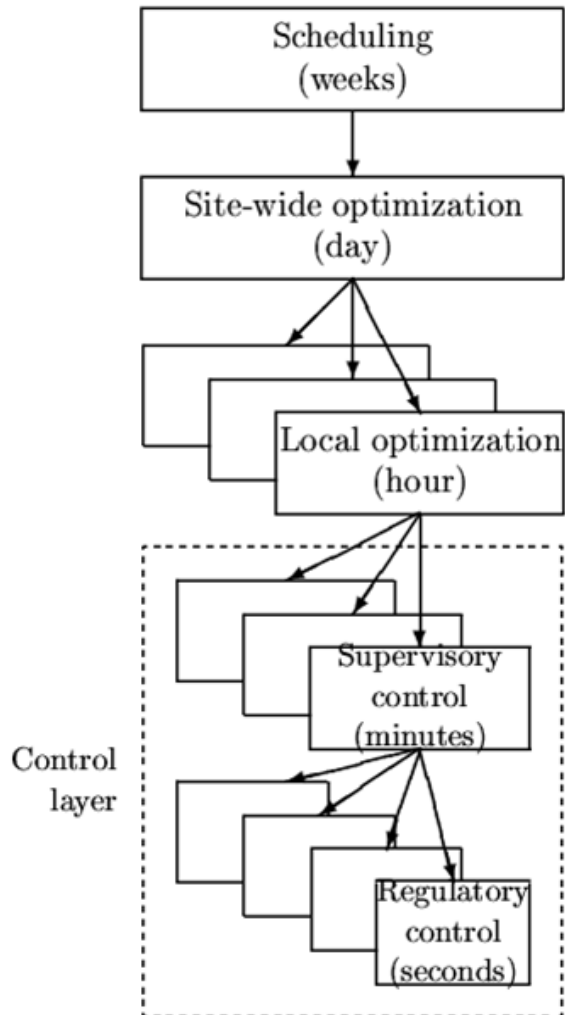 Scheduling
(weeks)
Site-wide optimization
(day)
Local optimization
(hour)
Supervisory
control
(minutes)
Control
layer
Regulatory
control
(seconds)